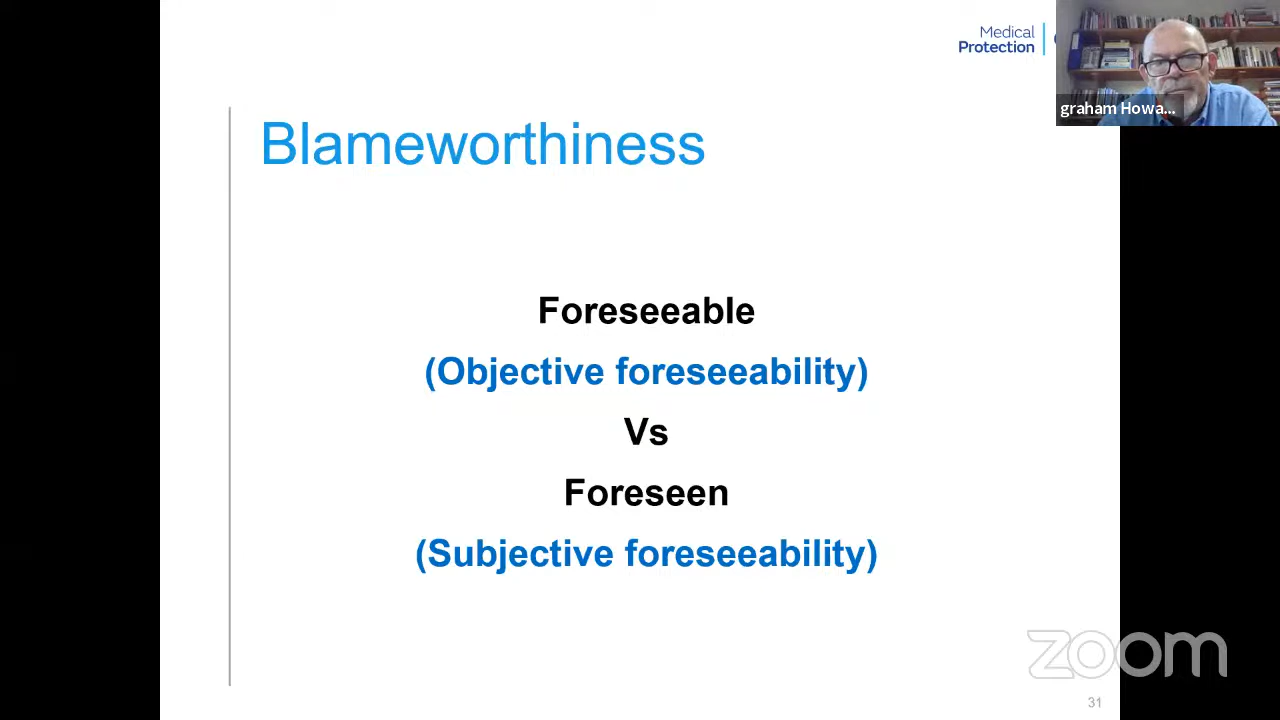 Medical
Protection
graham Howa...
Blameworthiness
Foreseeable
(Objective foreseeability)
Vs
Foreseen
(Subjective foreseeability)
zoom
31